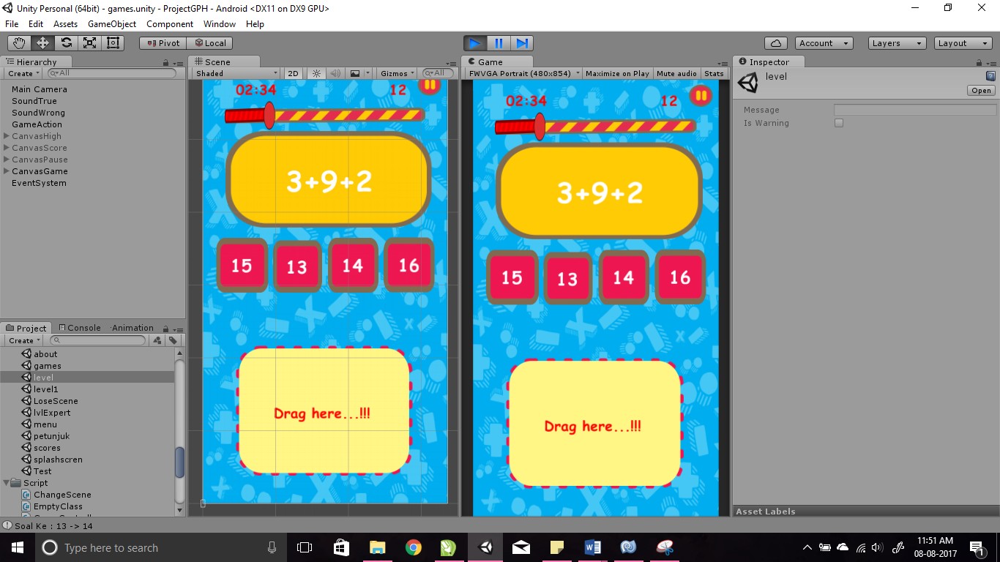 Unity Personal (64bit) - games.unity - ProjectGPH - Android <DX11 on DX9 GPU>
File Edit Assets GameObject Component Window Help
Pivot Local Account Layers Layout
Hierarchy
Create All
Main Camera
SoundTrue
SoundWrong
GameAction
CanvasHigh
CanvasScore
CanvasPause
CanvasGame
EventSystem
Project Console Animation
Create
about
games
level
level1
LoseScene
lvlExpert
menu
petunjuk
scores
splashscren
Test
Script
ChangeScene
EmptyClass
Scene
Shaded 2D Gizmos All
02:34 12
3+9+2
15 13 14 16
Drag here...!!!
Game
FWVGA Portrait (480x854) Maximize on Play Mute audio Stats
02:34 12
3+9+2
15 13 14 16
Drag here...!!!
Inspector
level
Open
Message
Is Warning
Asset Labels
Soal Ke : 13 -> 14
Type here to search
11:51 AM
08-08-2017
1